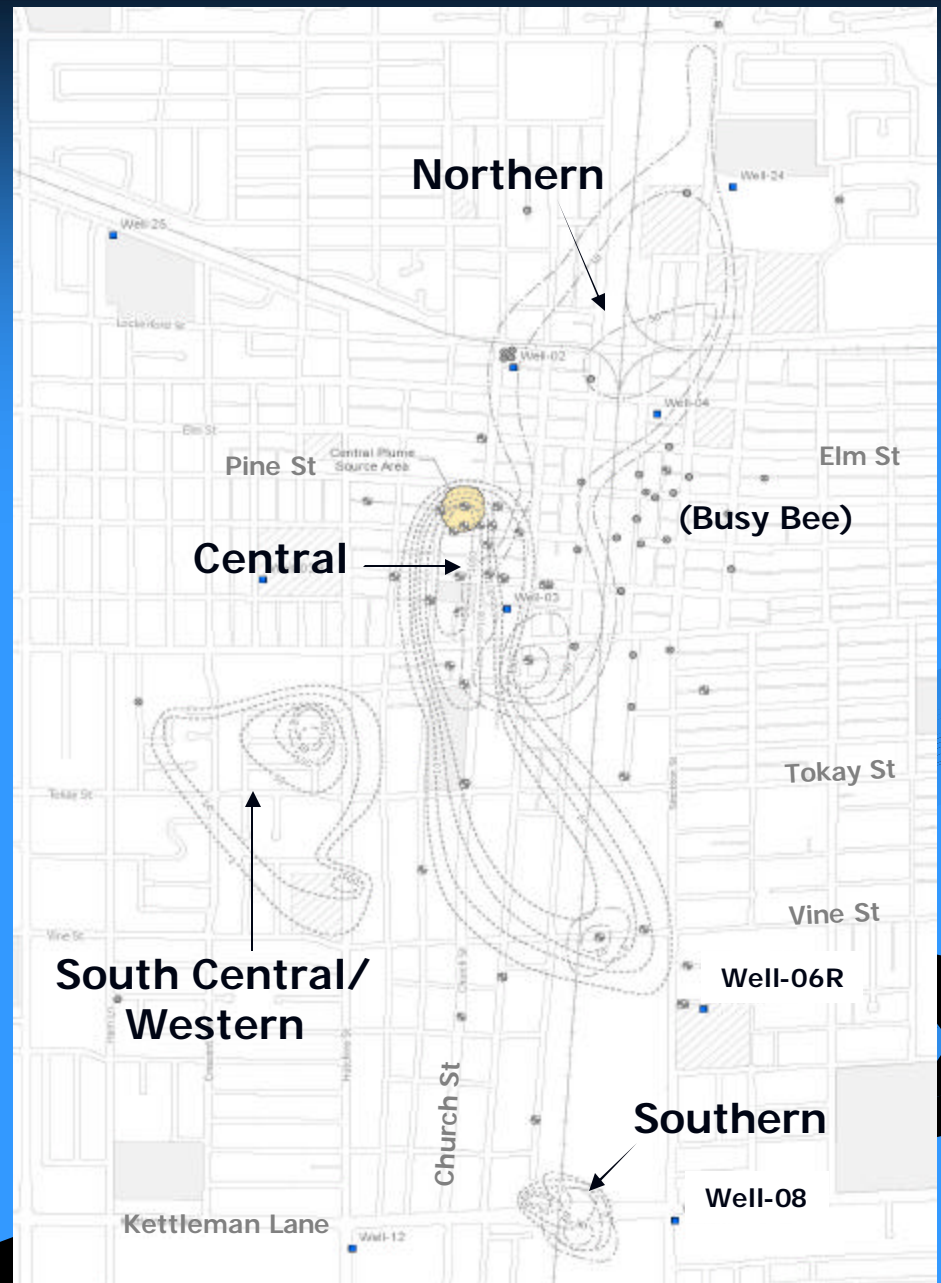 Northern
Well-24
Well-25
Lockeford St
Well-02
Well-04
Elm St
Pine St
Central Plume
Source Area
Elm St
(Busy Bee)
Central
Well-03
Tokay St
Tokay St
Vine St
Vine St
South Central/
Western
Well-06R
Church St
Southern
Well-08
Kettleman Lane
Well-12